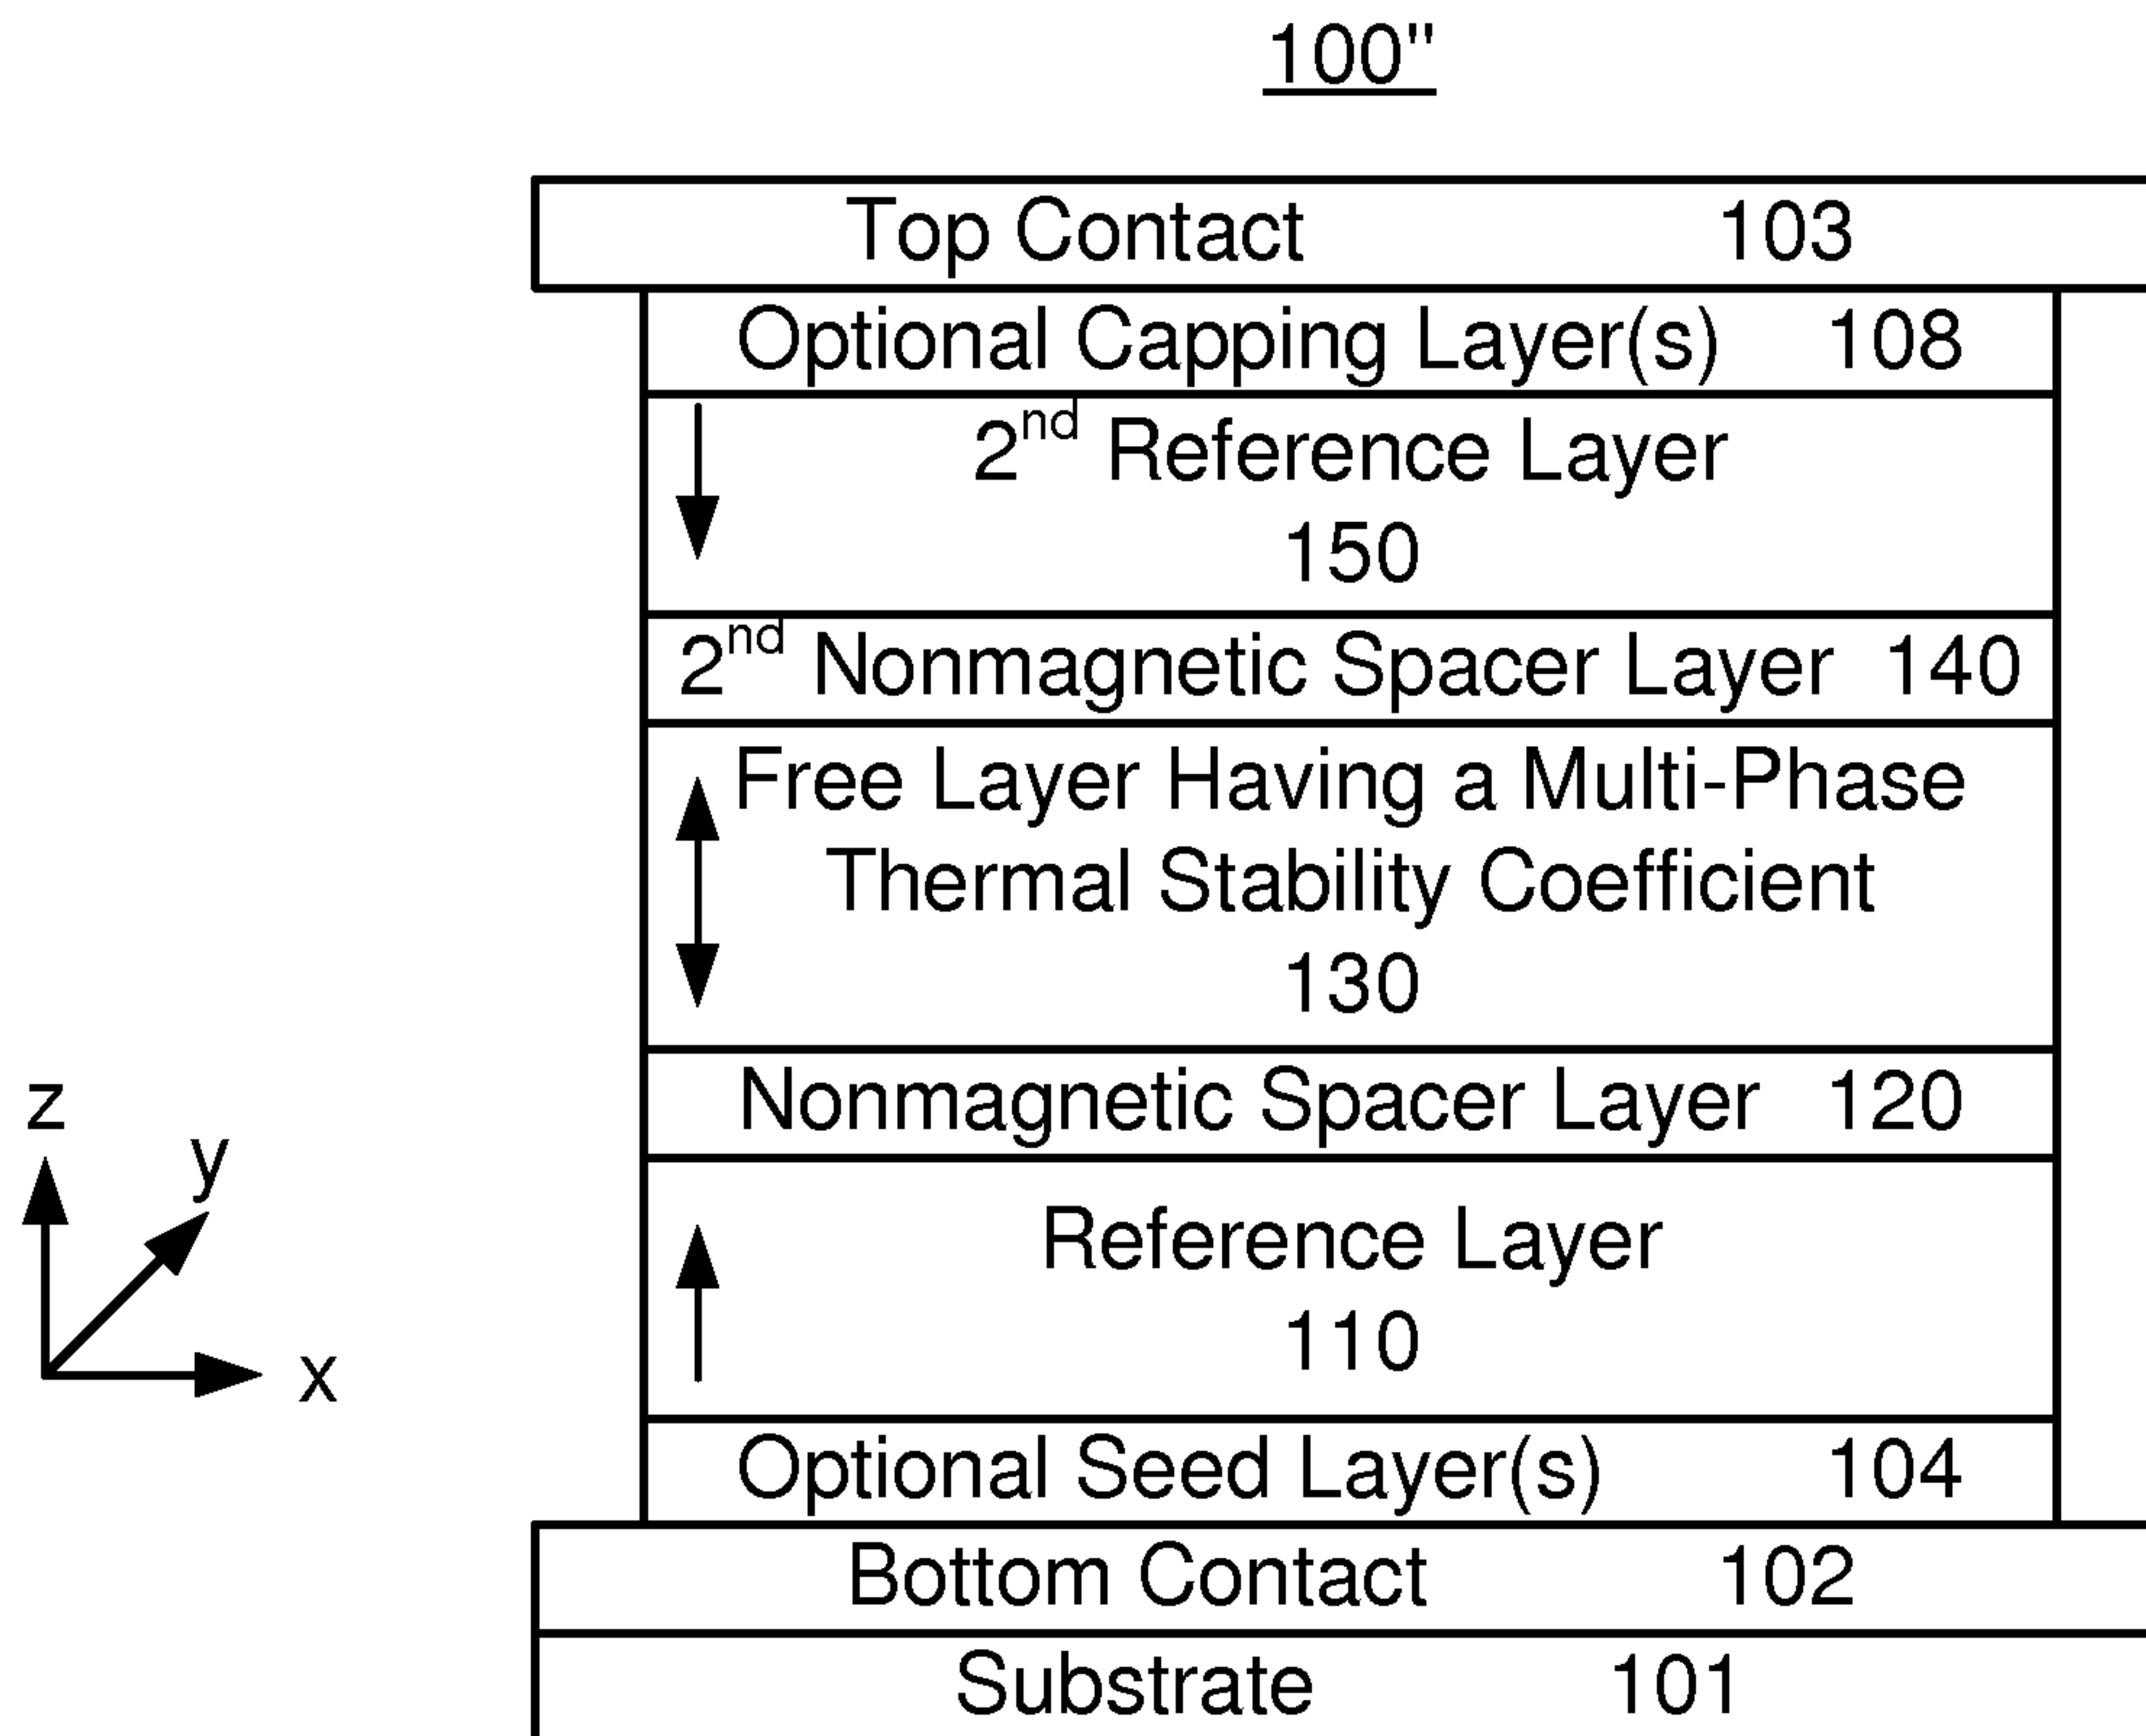 100"
Top Contact 103
Optional Capping Layer(s) 108
2nd Reference Layer
150
2nd Nonmagnetic Spacer Layer 140
Free Layer Having a Multi-Phase
Thermal Stability Coefficient
130
Nonmagnetic Spacer Layer 120
Reference Layer
110
Optional Seed Layer(s) 104
Bottom Contact 102
Substrate 101
z
y
x